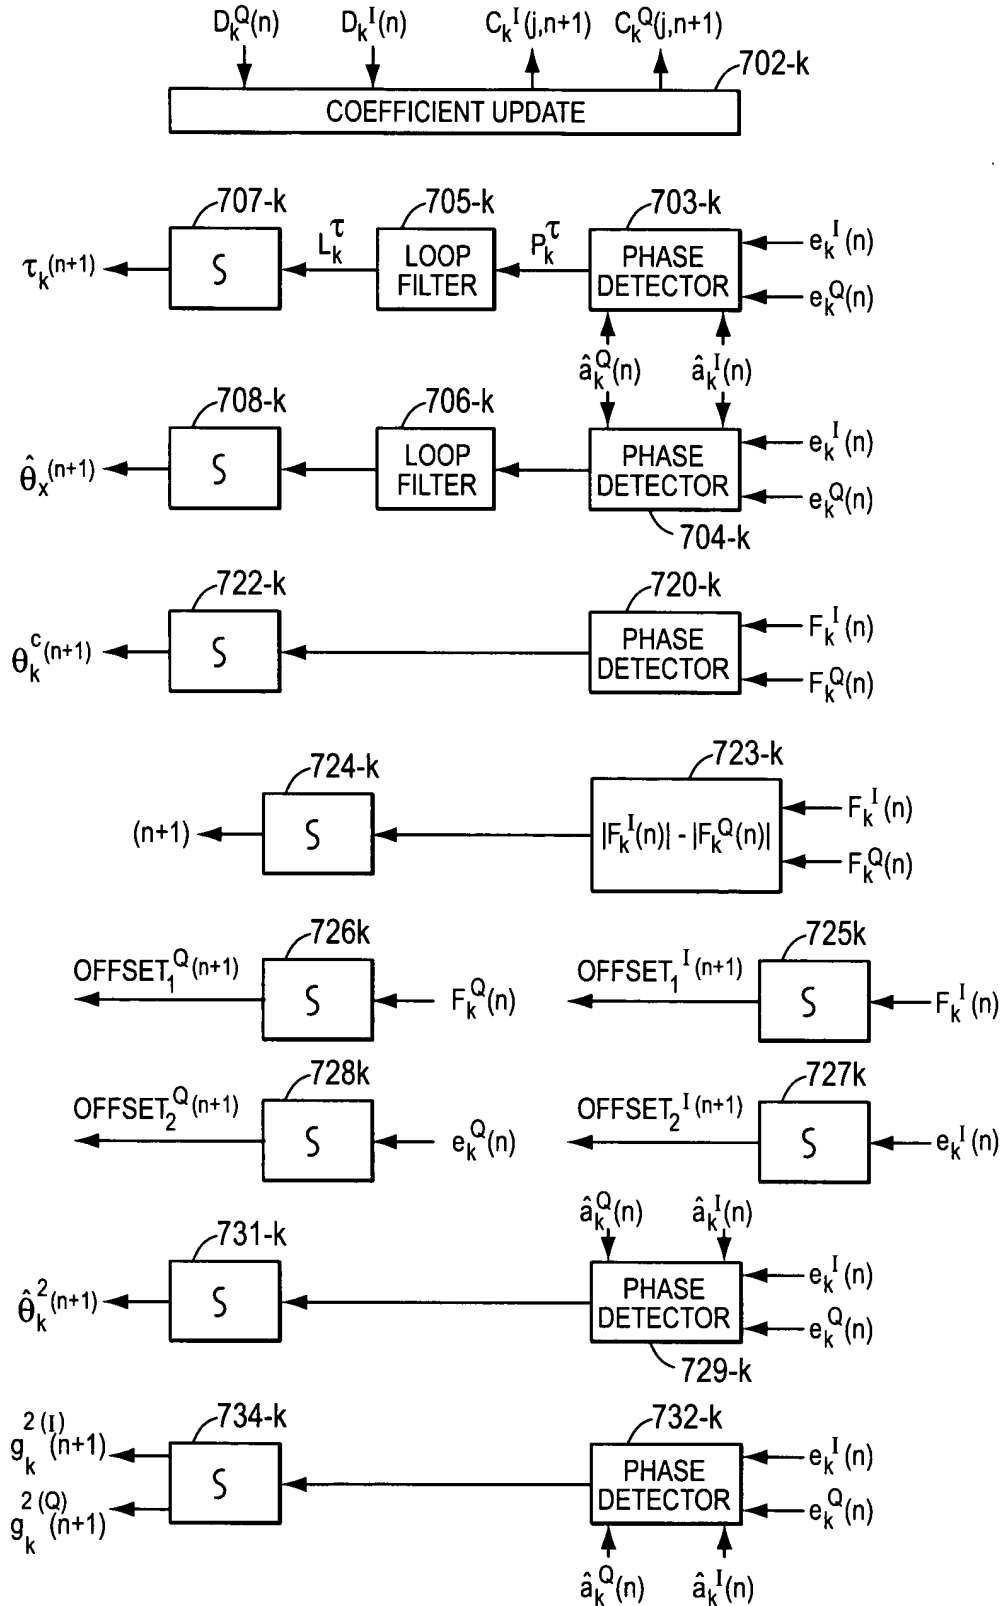 D_k^Q(n) D_k^I(n) C_k^I(j,n+1) C_k^Q(j,n+1)
702-k
COEFFICIENT UPDATE
707-k 705-k 703-k
τ_k(n+1) S L_k^τ LOOP FILTER P_k^τ PHASE DETECTOR e_k^I(n)
e_k^Q(n)
â_k^Q(n) â_k^I(n)
708-k 706-k
θ̂_x(n+1) S LOOP FILTER PHASE DETECTOR e_k^I(n)
e_k^Q(n)
704-k
722-k 720-k
θ_k^c(n+1) S PHASE DETECTOR F_k^I(n)
F_k^Q(n)
724-k 723-k
(n+1) S |F_k^I(n)| - |F_k^Q(n)| F_k^I(n)
F_k^Q(n)
726k 725k
OFFSET_1^Q(n+1) S F_k^Q(n) OFFSET_1^I(n+1) S F_k^I(n)
728k 727k
OFFSET_2^Q(n+1) S e_k^Q(n) OFFSET_2^I(n+1) S e_k^I(n)
â_k^Q(n) â_k^I(n)
731-k
θ̂_k^2(n+1) S PHASE DETECTOR e_k^I(n)
e_k^Q(n)
729-k
734-k 732-k
g_k^2(I)(n+1) S PHASE DETECTOR e_k^I(n)
g_k^2(Q)(n+1) e_k^Q(n)
â_k^Q(n) â_k^I(n)